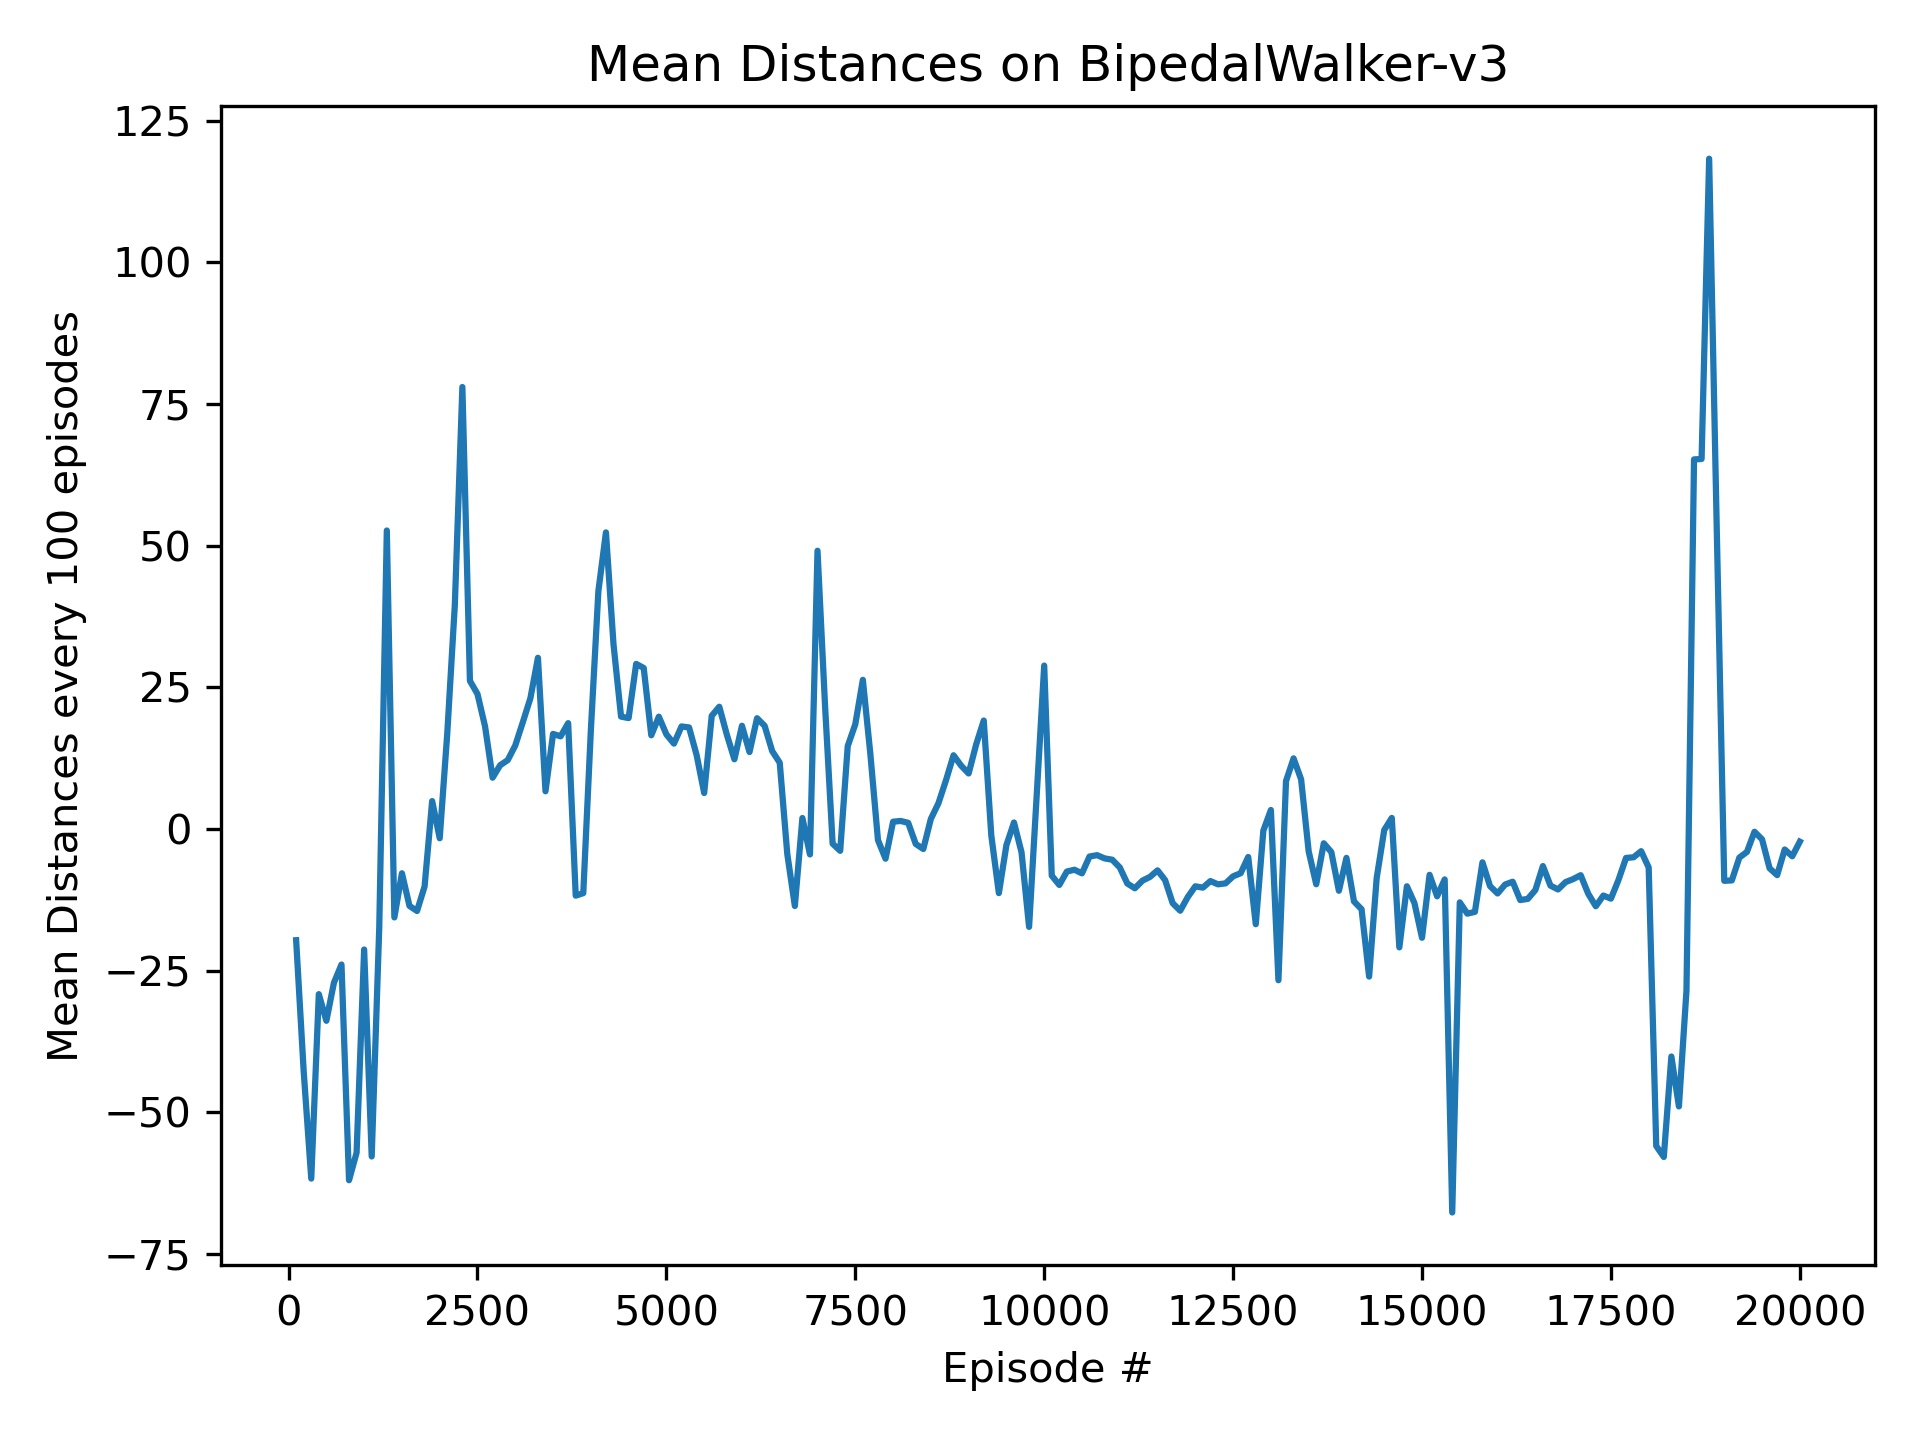 Mean Distances on BipedalWalker-v3
Mean Distances every 100 episodes
125
100
75
50
25
0
−25
−50
−75
0 2500 5000 7500 10000 12500 15000 17500 20000
Episode #